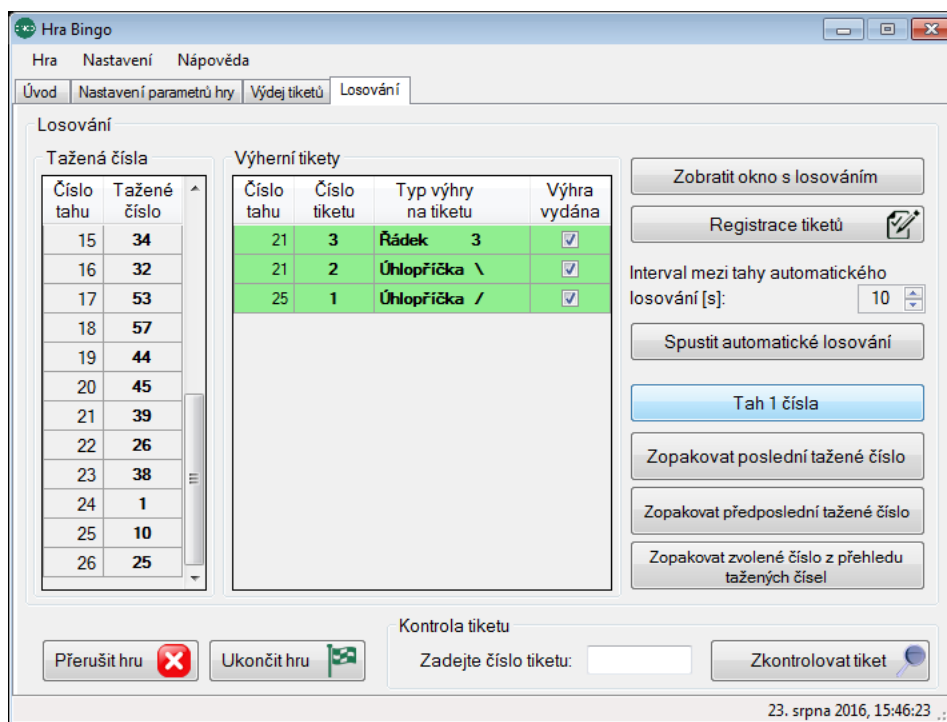 Hra Bingo
Hra Nastavení Nápověda
Úvod Nastavení parametrů hry Výdej tiketů Losování
Losování
Tažená čísla
Číslo tahu Tažené číslo
15 34
16 32
17 53
18 57
19 44
20 45
21 39
22 26
23 38
24 1
25 10
26 25
Výherní tikety
Číslo tahu Číslo tiketu Typ výhry na tiketu Výhra vydána
21 3 Řádek 3
21 2 Úhlopříčka \
25 1 Úhlopříčka /
Zobratit okno s losováním
Registrace tiketů
Interval mezi tahy automatického
losování [s]: 10
Spustit automatické losování
Tah 1 čísla
Zopakovat poslední tažené číslo
Zopakovat předposlední tažené číslo
Zopakovat zvolené číslo z přehledu
tažených čísel
Přerušit hru
Ukončit hru
Kontrola tiketu
Zadejte číslo tiketu:
Zkontrolovat tiket
23. srpna 2016, 15:46:23